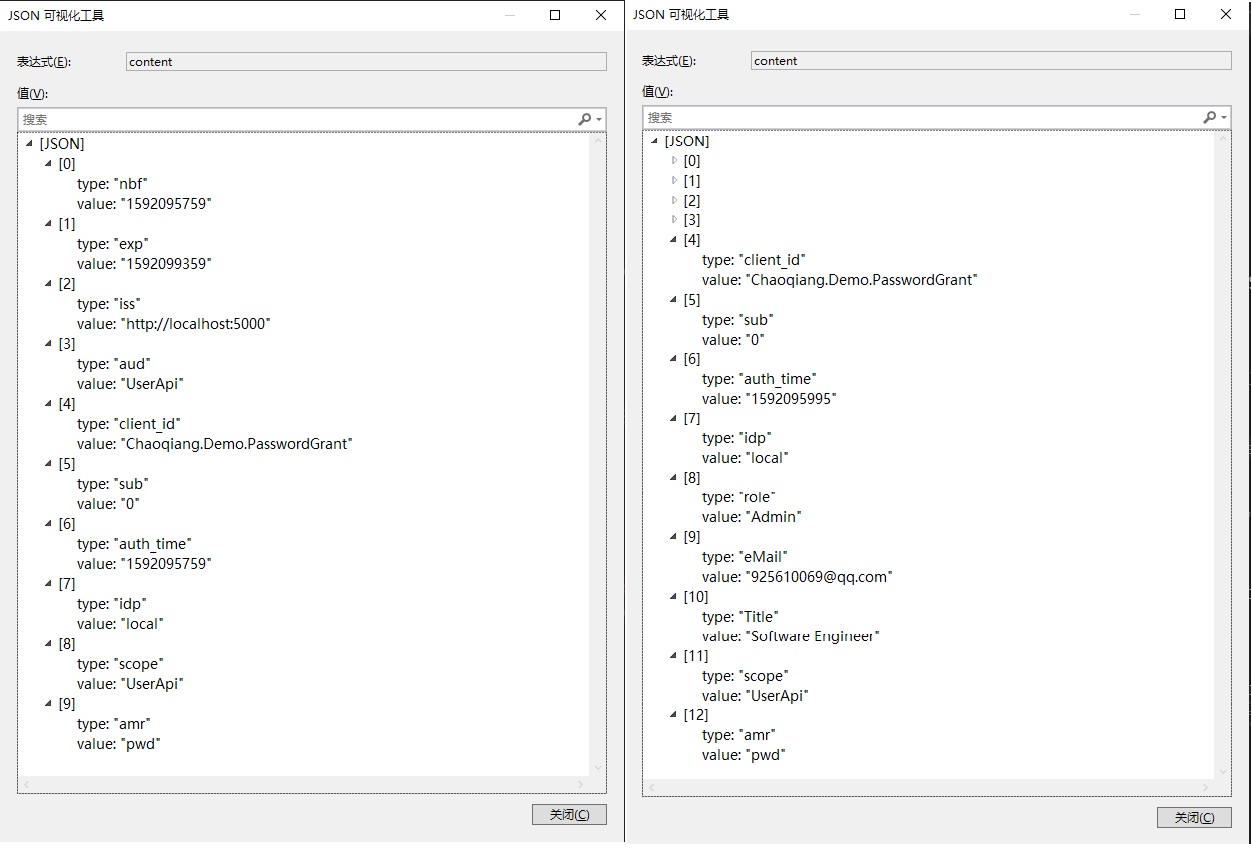 JSON 可视化工具
表达式(E):
content
值(V):
搜索
[JSON]
[0]
type: "nbf"
value: "1592095759"
[1]
type: "exp"
value: "1592099359"
[2]
type: "iss"
value: "http://localhost:5000"
[3]
type: "aud"
value: "UserApi"
[4]
type: "client_id"
value: "Chaoqiang.Demo.PasswordGrant"
[5]
type: "sub"
value: "0"
[6]
type: "auth_time"
value: "1592095759"
[7]
type: "idp"
value: "local"
[8]
type: "scope"
value: "UserApi"
[9]
type: "amr"
value: "pwd"
关闭(C)
JSON 可视化工具
表达式(E):
content
值(V):
搜索
[JSON]
[0]
[1]
[2]
[3]
[4]
type: "client_id"
value: "Chaoqiang.Demo.PasswordGrant"
[5]
type: "sub"
value: "0"
[6]
type: "auth_time"
value: "1592095995"
[7]
type: "idp"
value: "local"
[8]
type: "role"
value: "Admin"
[9]
type: "eMail"
value: "925610069@qq.com"
[10]
type: "Title"
value: "Software Engineer"
[11]
type: "scope"
value: "UserApi"
[12]
type: "amr"
value: "pwd"
关闭(C)